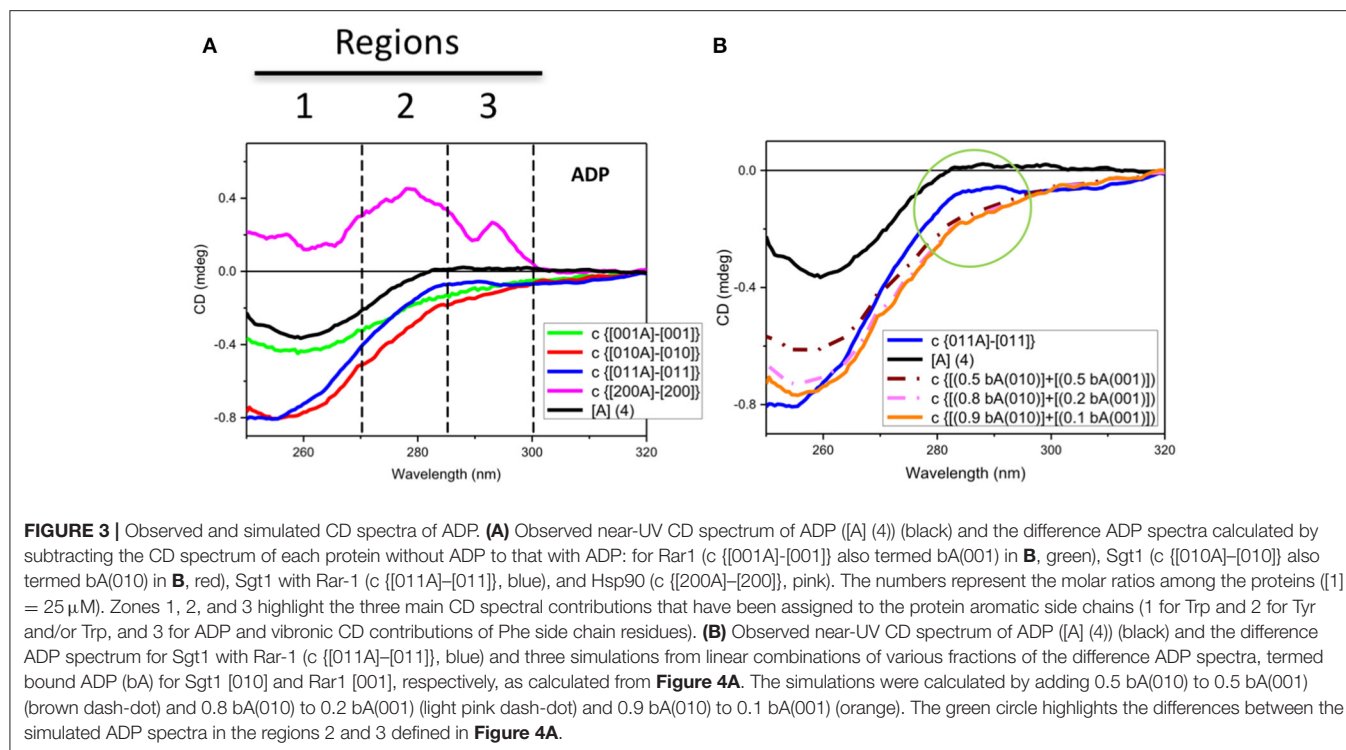 A
Regions
1 2 3
ADP
0.4
0.0
-0.4
-0.8
CD (mdeg)
260 280 300 320
Wavelength (nm)
c {[001A]-[001]}
c {[010A]-[010]}
c {[011A]-[011]}
c {[200A]-[200]}
[A] (4)
B
0.0
-0.4
-0.8
CD (mdeg)
260 280 300 320
Wavelength (nm)
c {011A]-[011]}
[A] (4)
c {[(0.5 bA(010)]+[(0.5 bA(001)]}
c {[(0.8 bA(010)]+[(0.2 bA(001)]}
c {[(0.9 bA(010)]+[(0.1 bA(001)]}
FIGURE 3 | Observed and simulated CD spectra of ADP. (A) Observed near-UV CD spectrum of ADP ([A] (4)) (black) and the difference ADP spectra calculated by
subtracting the CD spectrum of each protein without ADP to that with ADP: for Rar1 (c {[001A]-[001]} also termed bA(001) in B, green), Sgt1 (c {[010A]–[010]} also
termed bA(010) in B, red), Sgt1 with Rar-1 (c {[011A]–[011]}, blue), and Hsp90 (c {[200A]–[200]}, pink). The numbers represent the molar ratios among the proteins ([1]
= 25 μM). Zones 1, 2, and 3 highlight the three main CD spectral contributions that have been assigned to the protein aromatic side chains (1 for Trp and 2 for Tyr
and/or Trp, and 3 for ADP and vibronic CD contributions of Phe side chain residues). (B) Observed near-UV CD spectrum of ADP ([A] (4)) (black) and the difference
ADP spectrum for Sgt1 with Rar-1 (c {[011A]–[011]}, blue) and three simulations from linear combinations of various fractions of the difference ADP spectra, termed
bound ADP (bA) for Sgt1 [010] and Rar1 [001], respectively, as calculated from Figure 4A. The simulations were calculated by adding 0.5 bA(010) to 0.5 bA(001)
(brown dash-dot) and 0.8 bA(010) to 0.2 bA(001) (light pink dash-dot) and 0.9 bA(010) to 0.1 bA(001) (orange). The green circle highlights the differences between the
simulated ADP spectra in the regions 2 and 3 defined in Figure 4A.